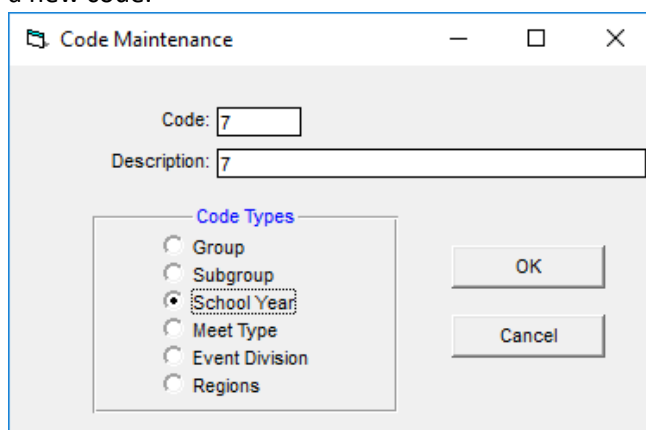 a new code.
Code Maintenance
Code: 7
Description: 7
Code Types
Group
Subgroup
School Year
Meet Type
Event Division
Regions
OK
Cancel